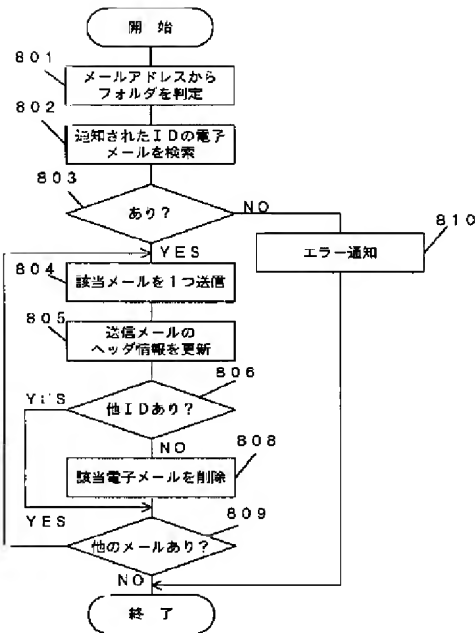 開 始
801
メールアドレスから
フォルダを判定
802
通知されたIDの電子
メールを検索
803
あり?
NO
810
YES
エラー通知
804
該当メールを1つ送信
805
送信メールの
ヘッダ情報を更新
806
YES
他IDあり?
NO
808
該当電子メールを削除
YES
809
他のメールあり?
NO
終 了